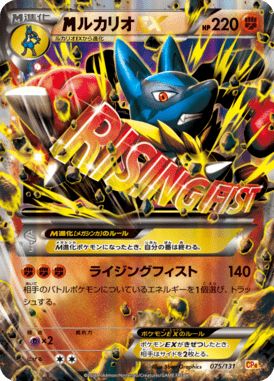 M進化
MルカリオEX
HP220
ルカリオEXから進化
RISING FIST
M進化(メガシンカ)のルール
M進化ポケモンになったとき、自分の番は終わる。
ライジングフィスト 140
相手のバトルポケモンについているエネルギーを1個選び、トラッシュする。
×2
ポケモンEXのルール
ポケモンEXがきぜつしたとき、
相手はサイドを2枚とる。
CP4
075/131